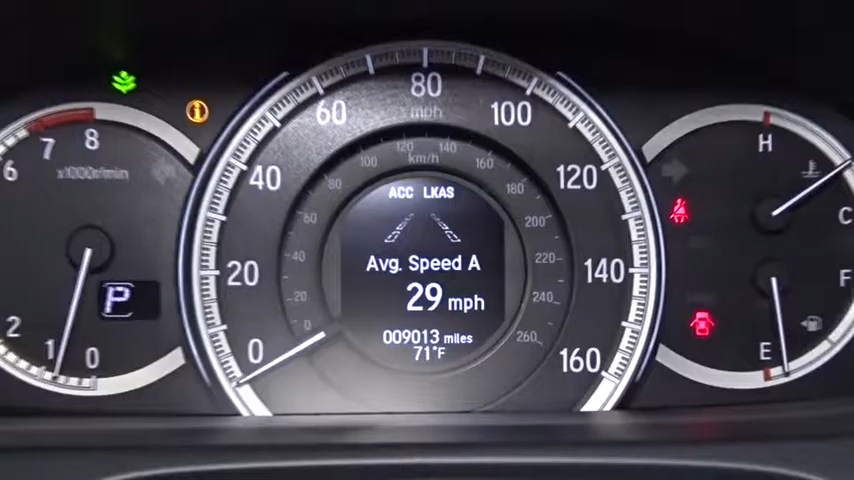 6
7
8
x1000r/min
P
2
1
0
0
20
40
60
80
100
120
140
160
mph
0
20
40
60
80
100
120
140
160
180
200
220
240
260
km/h
ACC LKAS
Avg. Speed A
29 mph
009013 miles
71°F
i
H
C
F
E